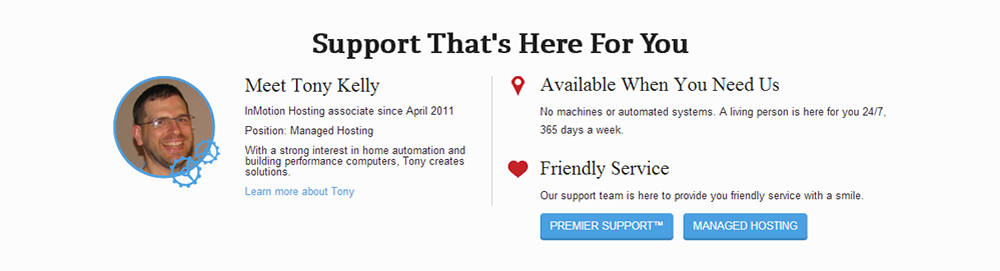 Support That's Here For You
Meet Tony Kelly
InMotion Hosting associate since April 2011
Position: Managed Hosting
With a strong interest in home automation and
building performance computers, Tony creates
solutions.
Learn more about Tony
Available When You Need Us
No machines or automated systems. A living person is here for you 24/7,
365 days a week.
Friendly Service
Our support team is here to provide you friendly service with a smile.
PREMIER SUPPORT™
MANAGED HOSTING